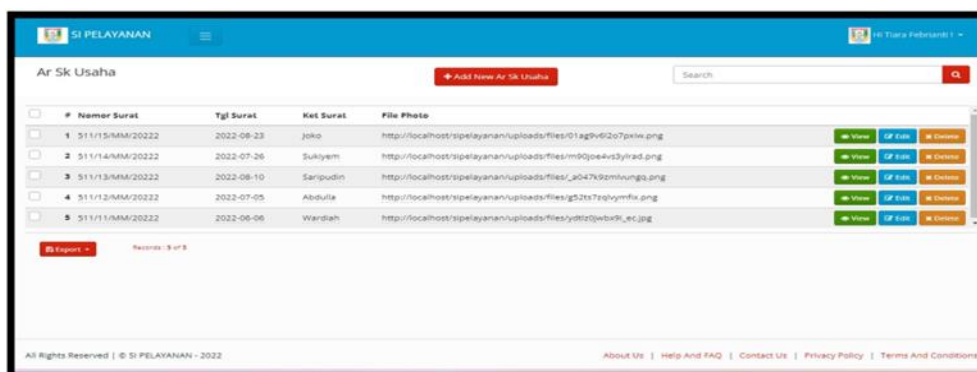 SI PELAYANAN Hi Tiara Febrianti !
Ar Sk Usaha + Add New Ar Sk Usaha Search
# Nomor Surat Tgl Surat Ket Surat File Photo
1 511/15/MM/20222 2022-08-23 Joko http://localhost/sipelayanan/uploads/files/01ag9v6l2o7pxiw.png View Edit Delete
2 511/14/MM/20222 2022-07-26 Sukiyem http://localhost/sipelayanan/uploads/files/m90joe4vs3ylrad.png View Edit Delete
3 511/13/MM/20222 2022-08-10 Saripudin http://localhost/sipelayanan/uploads/files/_a047k9zmlvungq.png View Edit Delete
4 511/12/MM/20222 2022-07-05 Abdulla http://localhost/sipelayanan/uploads/files/g52ts7zqlvymfix.png View Edit Delete
5 511/11/MM/20222 2022-06-06 Wardiah http://localhost/sipelayanan/uploads/files/ydtlz0jwbx9i_ec.jpg View Edit Delete
Export Records : 5 of 5
All Rights Reserved | © SI PELAYANAN - 2022 About Us | Help And FAQ | Contact Us | Privacy Policy | Terms And Conditions